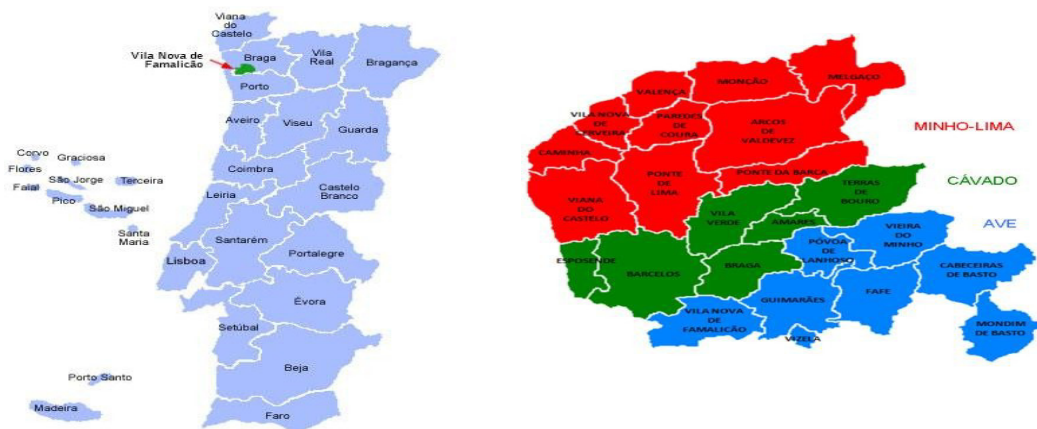 Viana
do
Castelo
Vila Nova de
Famalicão
Braga
Vila
Real
Bragança
Porto
Aveiro
Viseu
Guarda
Coimbra
Castelo
Branco
Leiria
Santarém
Lisboa
Portalegre
Évora
Setúbal
Beja
Faro
Corvo
Graciosa
Flores
São Jorge
Terceira
Faial
Pico
São Miguel
Santa
Maria
Porto Santo
Madeira
MELGAÇO
MONÇÃO
VALENÇA
VILA NOVA
DE
CERVEIRA
PAREDES
DE
COURA
ARCOS
DE
VALDEVEZ
MINHO-LIMA
CAMINHA
PONTE
DE
LIMA
PONTE DA BARCA
VIANA
DO
CASTELO
TERRAS
DE
BOURO
CÁVADO
VILA
VERDE
AMARES
AVE
VIEIRA
DO
MINHO
PÓVOA
DE
LANHOSO
ESPOSENDE
BARCELOS
BRAGA
CABECEIRAS
DE BASTO
GUIMARÃES
FAFE
VILA NOVA
DE
FAMALICÃO
VIZELA
MONDIM
DE BASTO